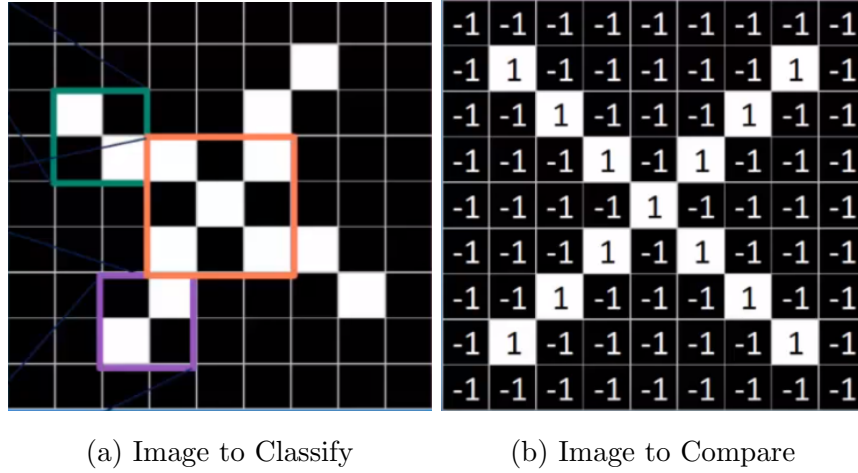 -1 -1 -1 -1 -1 -1 -1 -1 -1
-1 1 -1 -1 -1 -1 -1 1 -1
-1 -1 1 -1 -1 -1 1 -1 -1
-1 -1 -1 1 -1 1 -1 -1 -1
-1 -1 -1 -1 1 -1 -1 -1 -1
-1 -1 -1 1 -1 1 -1 -1 -1
-1 -1 1 -1 -1 -1 1 -1 -1
-1 1 -1 -1 -1 -1 -1 1 -1
-1 -1 -1 -1 -1 -1 -1 -1 -1
(a) Image to Classify
(b) Image to Compare